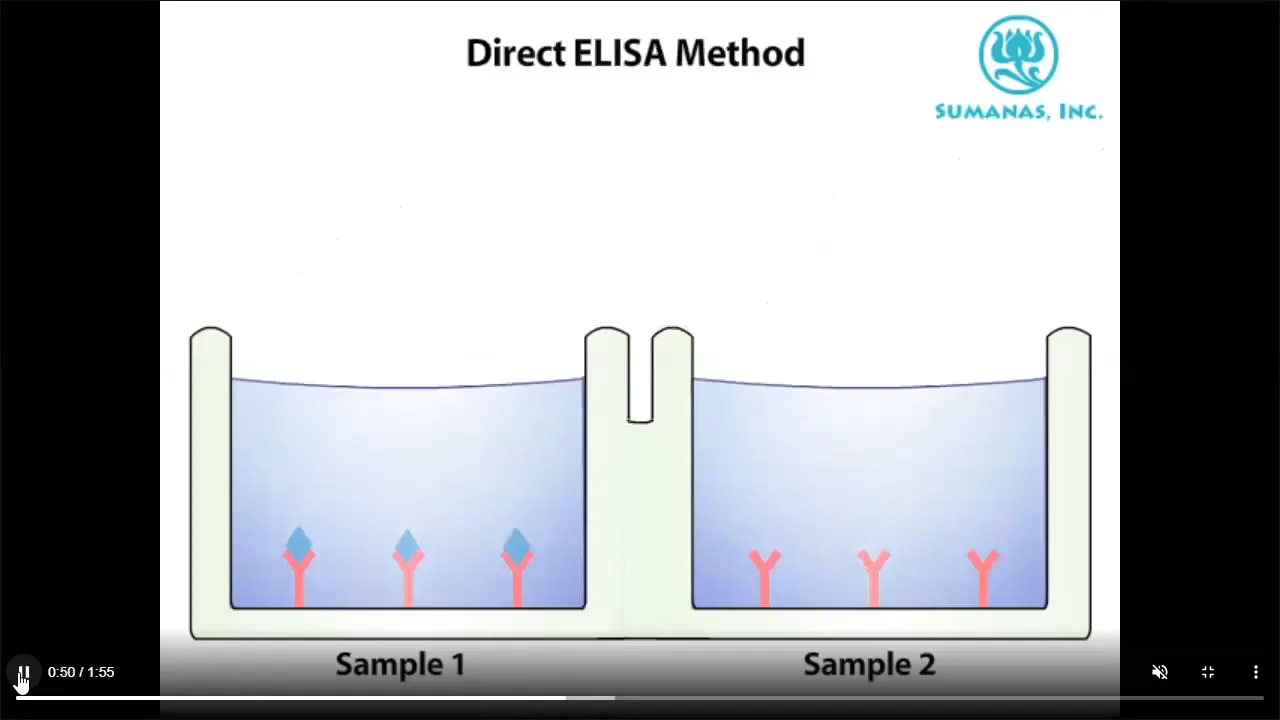 Direct ELISA Method
SUMANAS, INC.
Sample 1
Sample 2
0:50 / 1:55